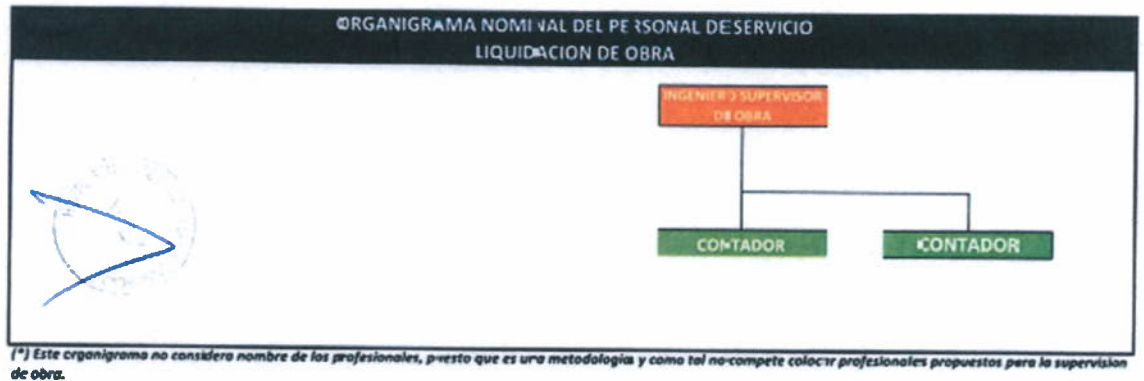 ORGANIGRAMA NOMINAL DEL PERSONAL DE SERVICIO
LIQUIDACION DE OBRA
INGENIERO SUPERVISOR
DE OBRA
CONTADOR
CONTADOR
(*) Este organigrama no considera nombre de los profesionales, puesto que es una metodologia y como tal no compete colocar profesionales propuestos para la supervision
de obra.